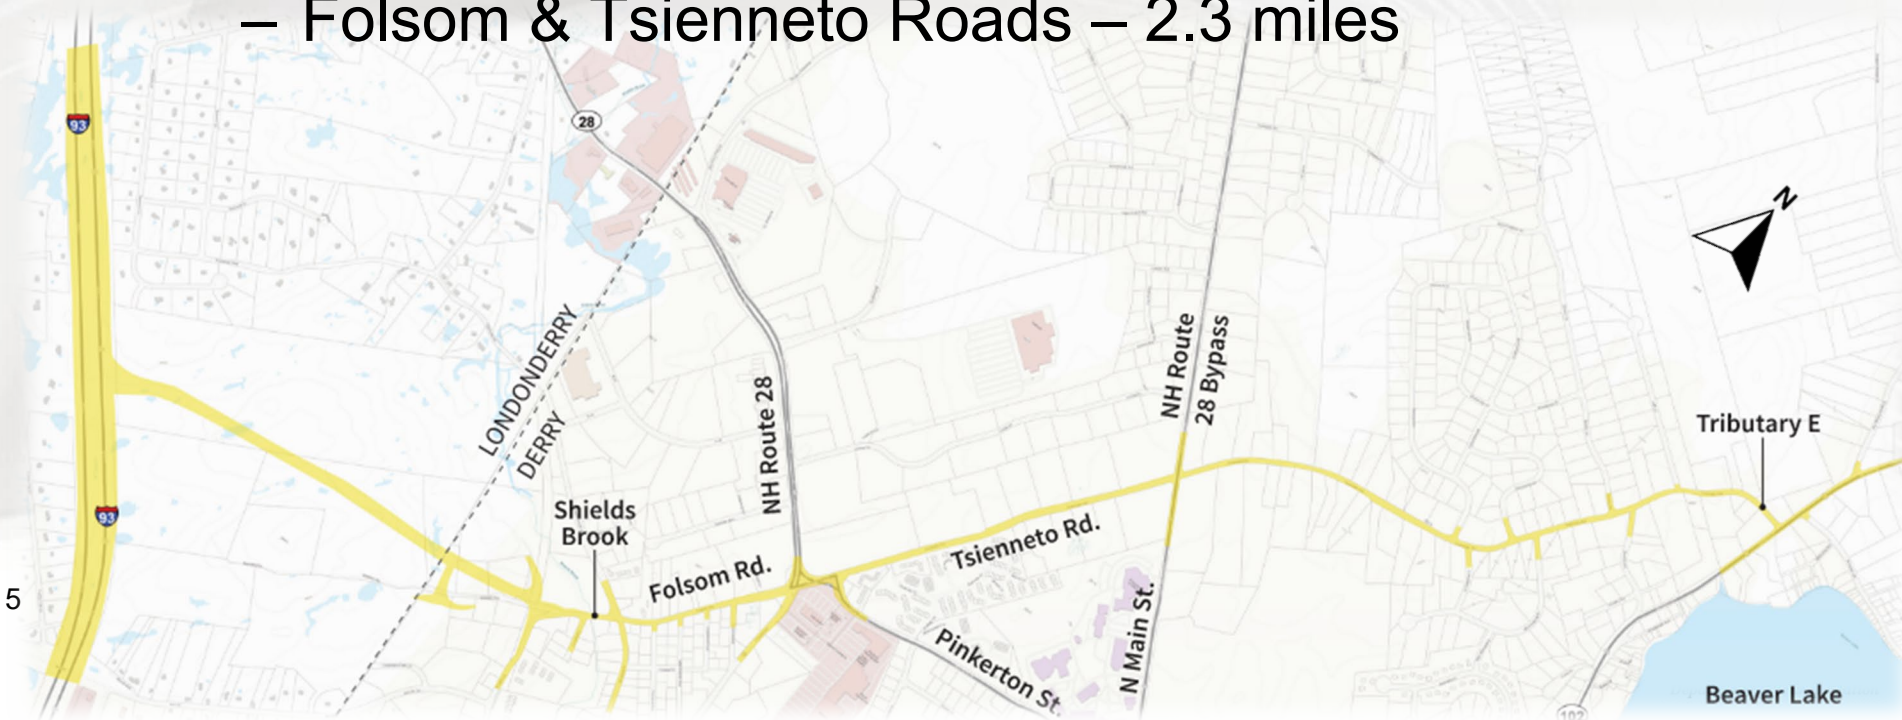 – Folsom & Tsienneto Roads – 2.3 miles
93
28
N
LONDONDERRY
DERRY
NH Route 28
NH Route
28 Bypass
Tributary E
93
Shields
Brook
Folsom Rd.
Tsienneto Rd.
5
Pinkerton St.
N Main St.
Beaver Lake
102